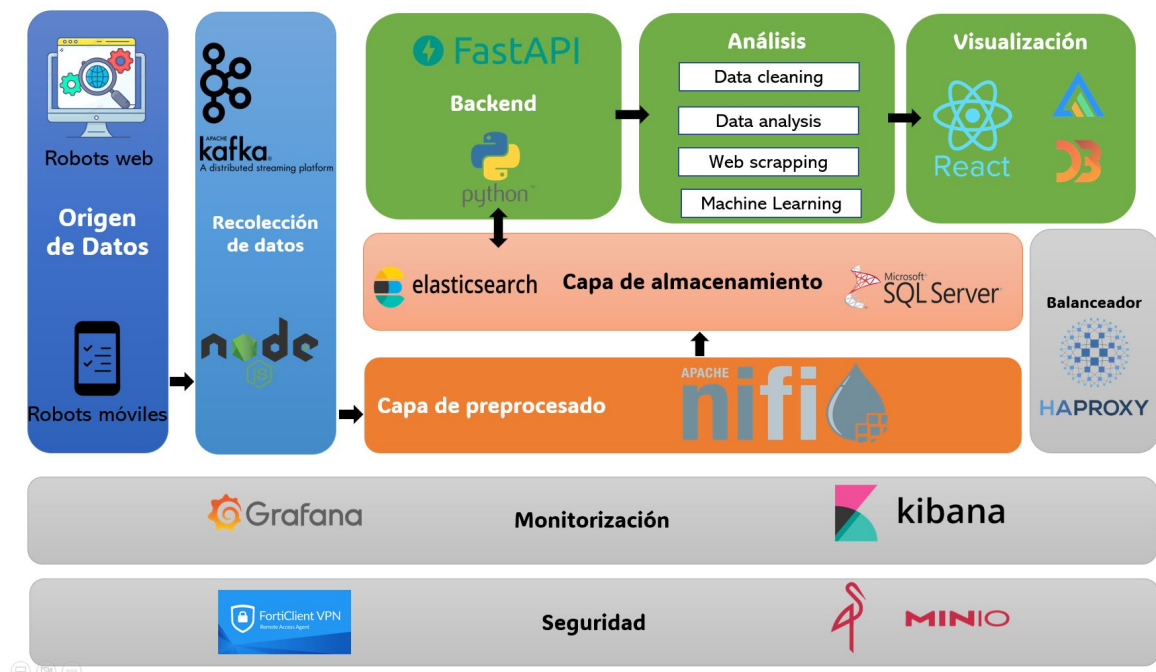 Robots web
Origen
de Datos
Robots móviles
APACHE
kafka®
A distributed streaming platform
Recolección
de datos
node
JS
FastAPI
Backend
python™
Análisis
Data cleaning
Data analysis
Web scrapping
Machine Learning
Visualización
React
D3
elasticsearch
Capa de almacenamiento
Microsoft®
SQL Server®
Capa de preprocesado
APACHE
nifi
Balanceador
HAPROXY
Grafana
Monitorización
kibana
FortiClient VPN
Remote Access Agent
Seguridad
MINIO